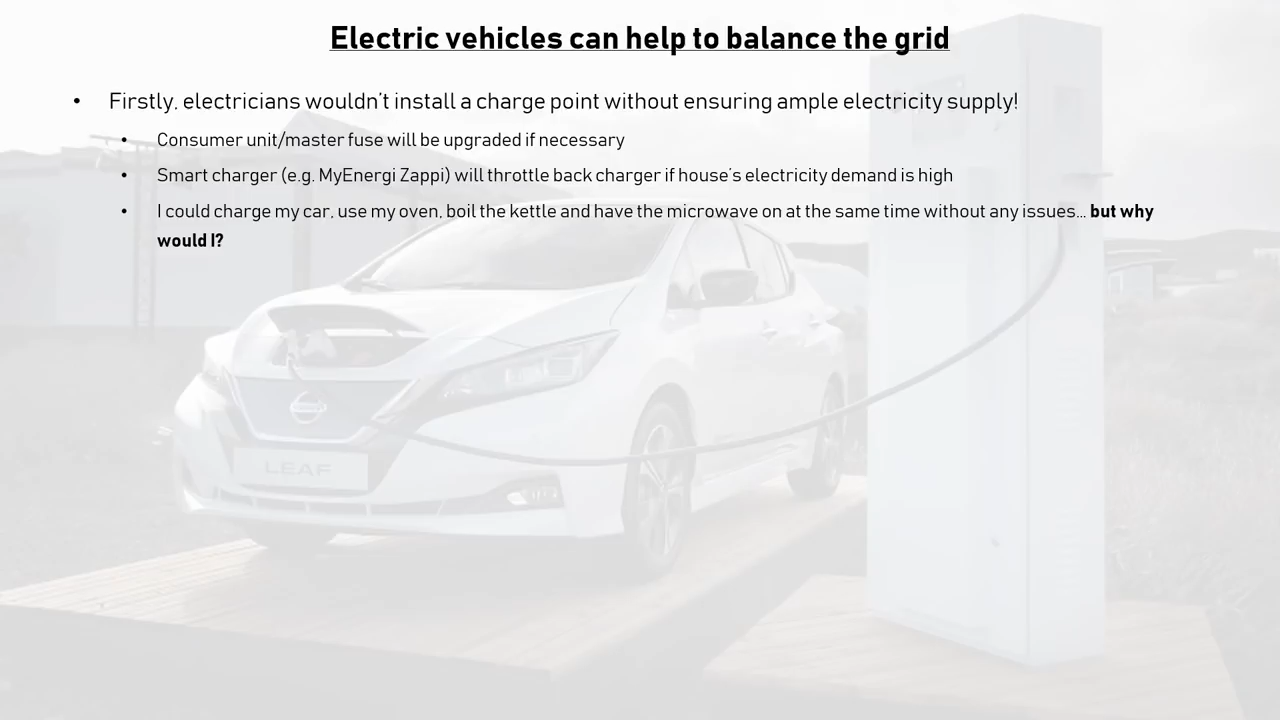 Electric vehicles can help to balance the grid
• Firstly, electricians wouldn't install a charge point without ensuring ample electricity supply!
• Consumer unit/master fuse will be upgraded if necessary
• Smart charger (e.g. MyEnergi Zappi) will throttle back charger if house's electricity demand is high
• I could charge my car, use my oven, boil the kettle and have the microwave on at the same time without any issues... but why
would I?
LEAF